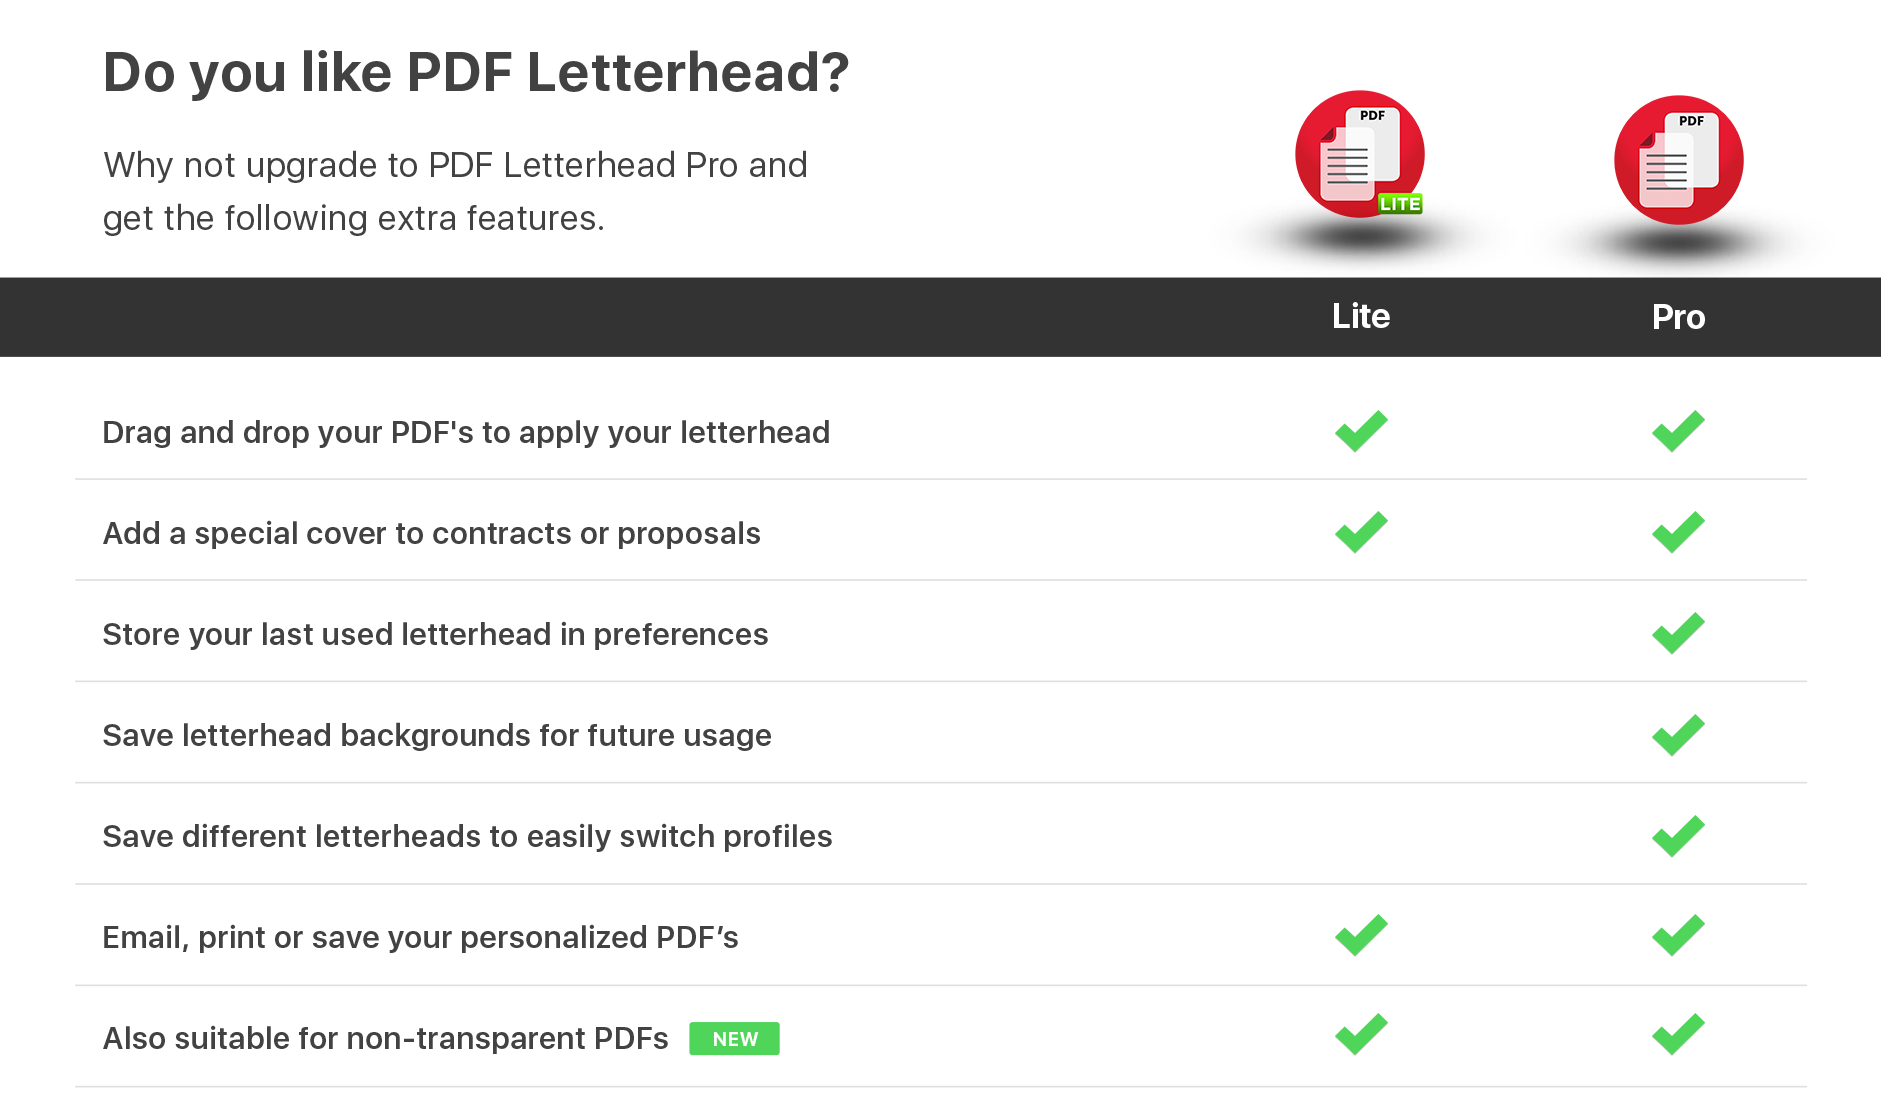 Do you like PDF Letterhead?
Why not upgrade to PDF Letterhead Pro and
get the following extra features.
PDF
LITE
PDF
Lite Pro
Drag and drop your PDF's to apply your letterhead
Add a special cover to contracts or proposals
Store your last used letterhead in preferences
Save letterhead backgrounds for future usage
Save different letterheads to easily switch profiles
Email, print or save your personalized PDF’s
Also suitable for non-transparent PDFs NEW